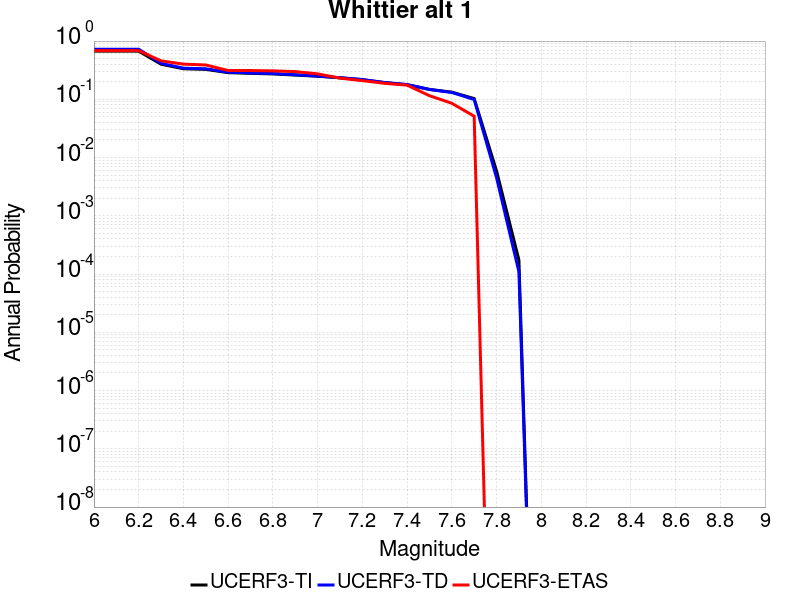 Whittier alt 1
10^0
10^-1
10^-2
10^-3
10^-4
10^-5
10^-6
10^-7
10^-8
Annual Probability
6 6.2 6.4 6.6 6.8 7 7.2 7.4 7.6 7.8 8 8.2 8.4 8.6 8.8 9
Magnitude
UCERF3-TI UCERF3-TD UCERF3-ETAS